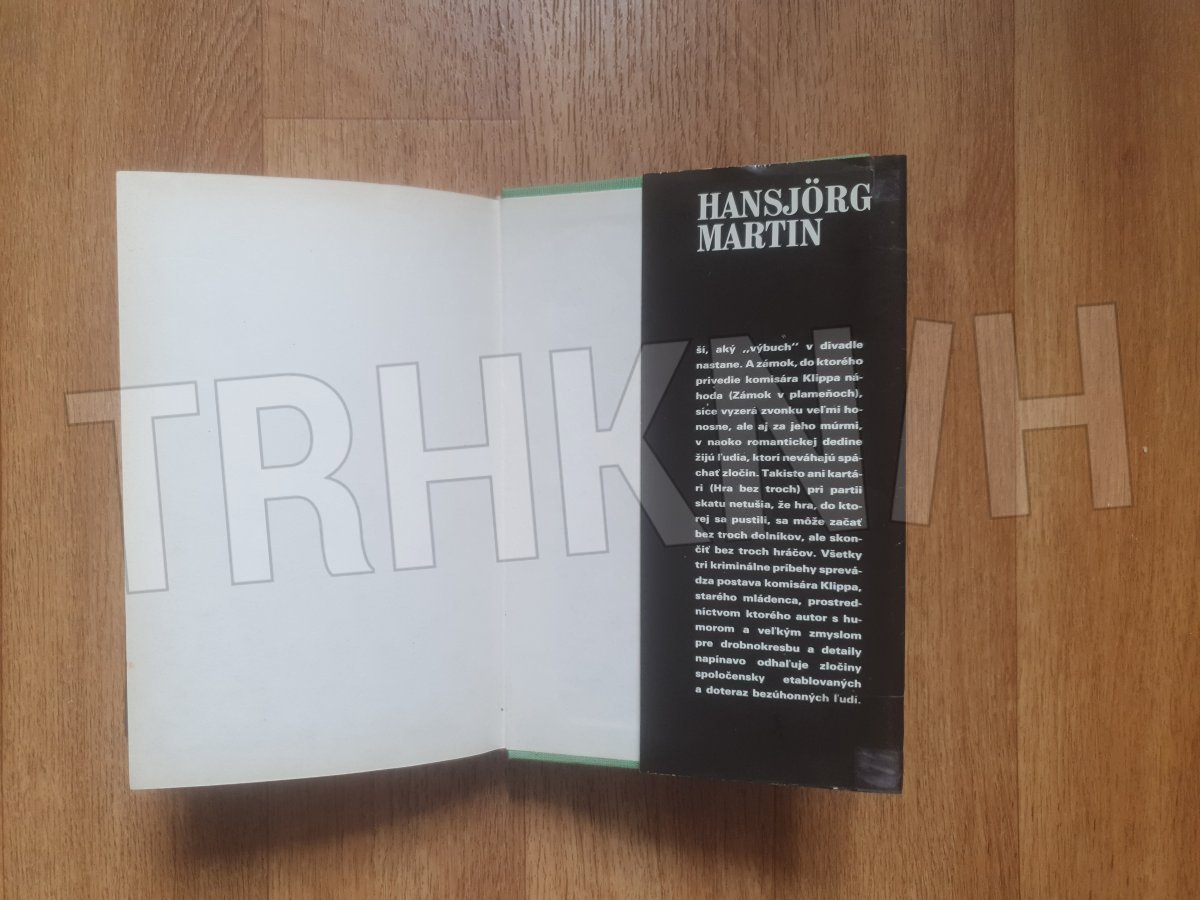 HANSJÖRG
MARTIN
ší, aký „výbuch" v divadle
nastane. A zámok, do ktorého
privedie komisára Klippa ná-
hoda (Zámok v plameňoch),
síce vyzerá zvonku veľmi ho-
nosne, ale aj za jeho múrmi,
v naoko romantickej dedine
žijú ľudia, ktorí neváhajú spá-
chať zločin. Takisto ani kartá-
ri (Hra bez troch) pri partii
skatu netušia, že hra, do kto-
rej sa pustili, sa môže začať
bez troch dolníkov, ale skon-
čiť bez troch hráčov. Všetky
tri kriminálne príbehy sprevá-
dza postava komisára Klippa,
starého mládenca, prostred-
níctvom ktorého autor s hu-
morom a veľkým zmyslom
pre drobnokresbu a detaily
napínavo odhaľuje zločiny
spoločensky etablovaných
a doteraz bezúhonných ľudí.
TRHKNIH